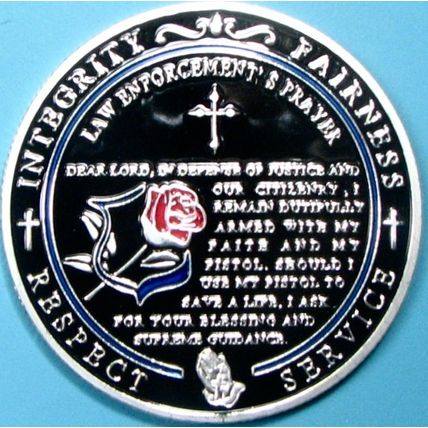 INTEGRITY
FAIRNESS
LAW ENFORCEMENT'S PRAYER
DEAR LORD, IN DEFENSE OF JUSTICE AND
OUR CITIZENRY, I
REMAIN DUTIFULLY
ARMED WITH MY
FAITH AND MY
PISTOL. SHOULD I
USE MY PISTOL TO
SAVE A LIFE, I ASK
FOR YOUR BLESSING AND
SUPREME GUIDANCE.
RESPECT
SERVICE